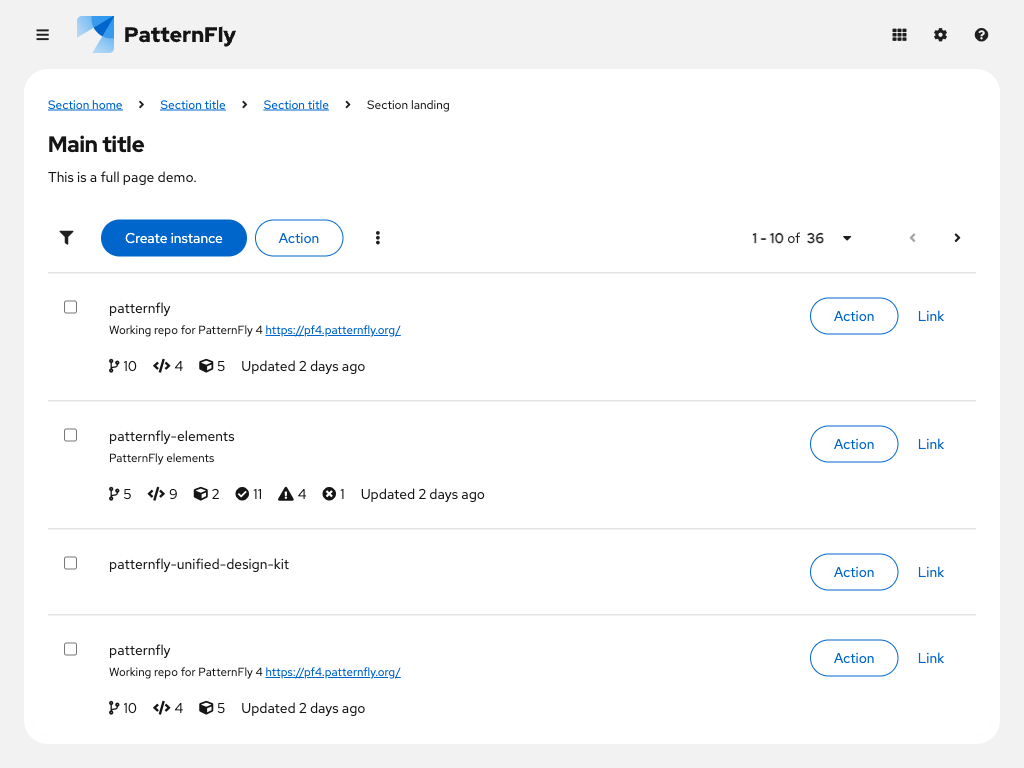 PatternFly
Section home Section title Section title Section landing
Main title
This is a full page demo.
Create instance Action 1 - 10 of 36
patternfly
Working repo for PatternFly 4 https://pf4.patternfly.org/
Action Link
10 4 5 Updated 2 days ago
patternfly-elements
PatternFly elements
Action Link
5 9 2 11 4 1 Updated 2 days ago
patternfly-unified-design-kit
Action Link
patternfly
Working repo for PatternFly 4 https://pf4.patternfly.org/
Action Link
10 4 5 Updated 2 days ago